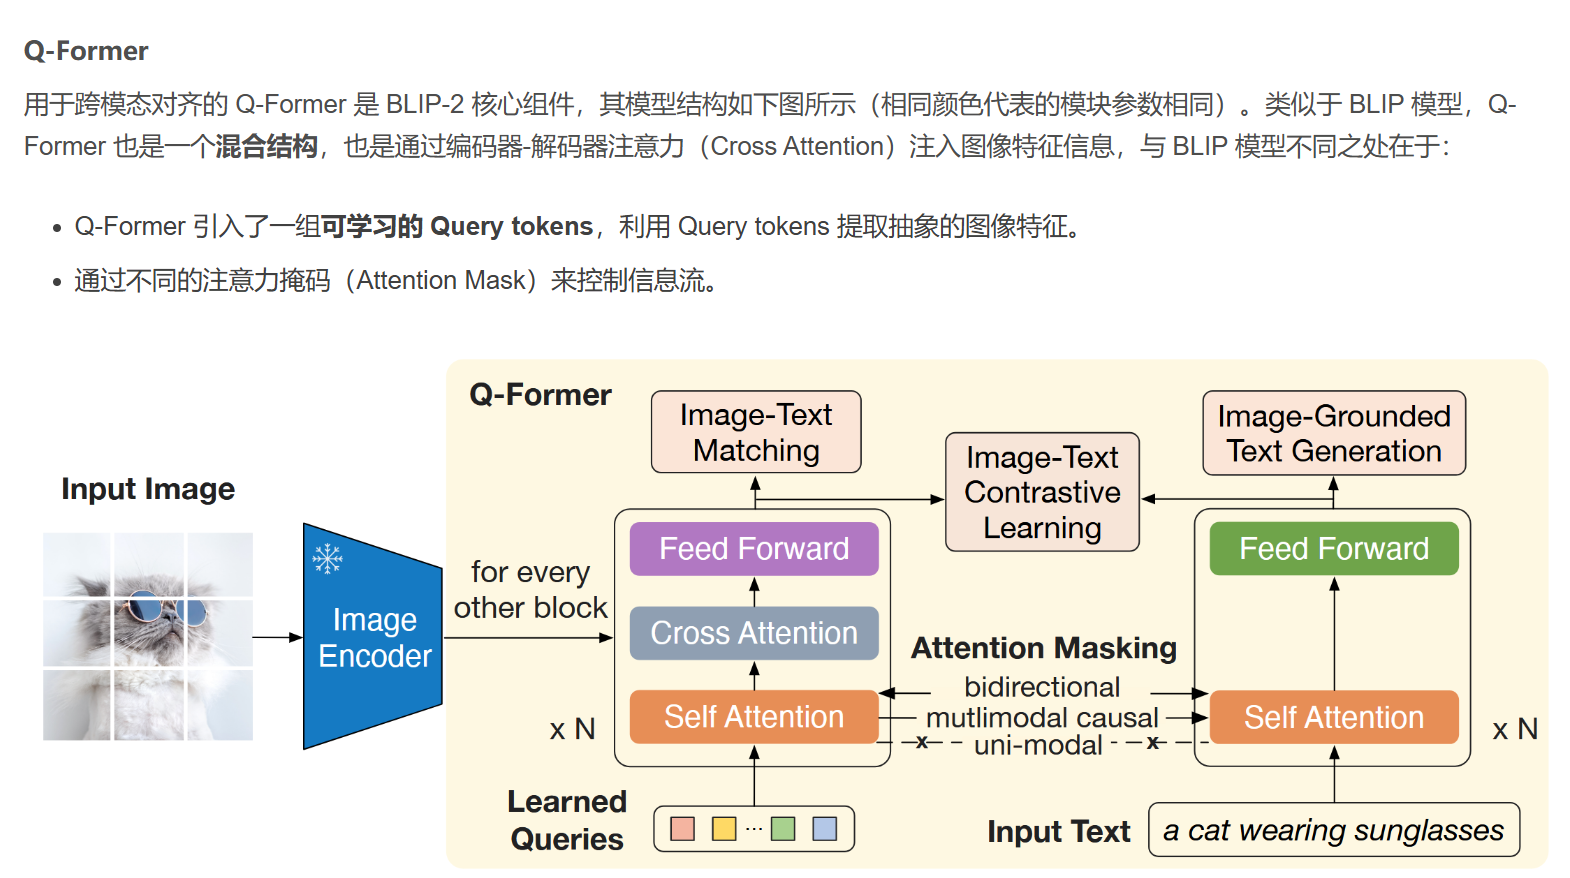 Q-Former
用于跨模态对齐的 Q-Former 是 BLIP-2 核心组件，其模型结构如下图所示（相同颜色代表的模块参数相同）。类似于 BLIP 模型，Q-
Former 也是一个混合结构，也是通过编码器-解码器注意力（Cross Attention）注入图像特征信息，与 BLIP 模型不同之处在于：
• Q-Former 引入了一组可学习的 Query tokens，利用 Query tokens 提取抽象的图像特征。
• 通过不同的注意力掩码（Attention Mask）来控制信息流。
Q-Former
Image-Text
Matching
Image-Text
Contrastive
Learning
Image-Grounded
Text Generation
Input Image
Image
Encoder
for every
other block
Feed Forward
Cross Attention
Self Attention
x N
Attention Masking
bidirectional
mutlimodal causal
x uni-modal x
Feed Forward
Self Attention
x N
Learned
Queries
...
Input Text
a cat wearing sunglasses